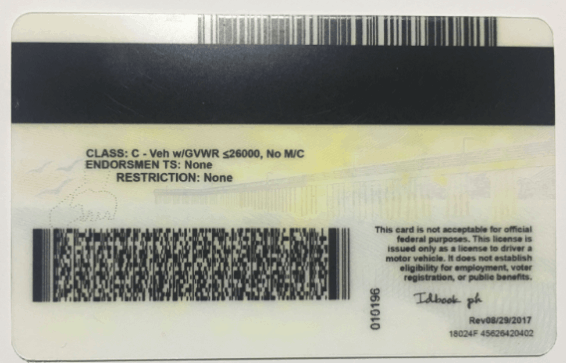 CLASS: C - Veh w/GVWR ≤26000, No M/C
ENDORSMEN TS: None
RESTRICTION: None
This card is not acceptable for official
federal purposes. This license is
issued only as a license to driver a
motor vehicle. It does not establish
eligibility for employment, voter
registration, or public benefits.
010196
Idbook ph
Rev08/29/2017
18024F 45626420402